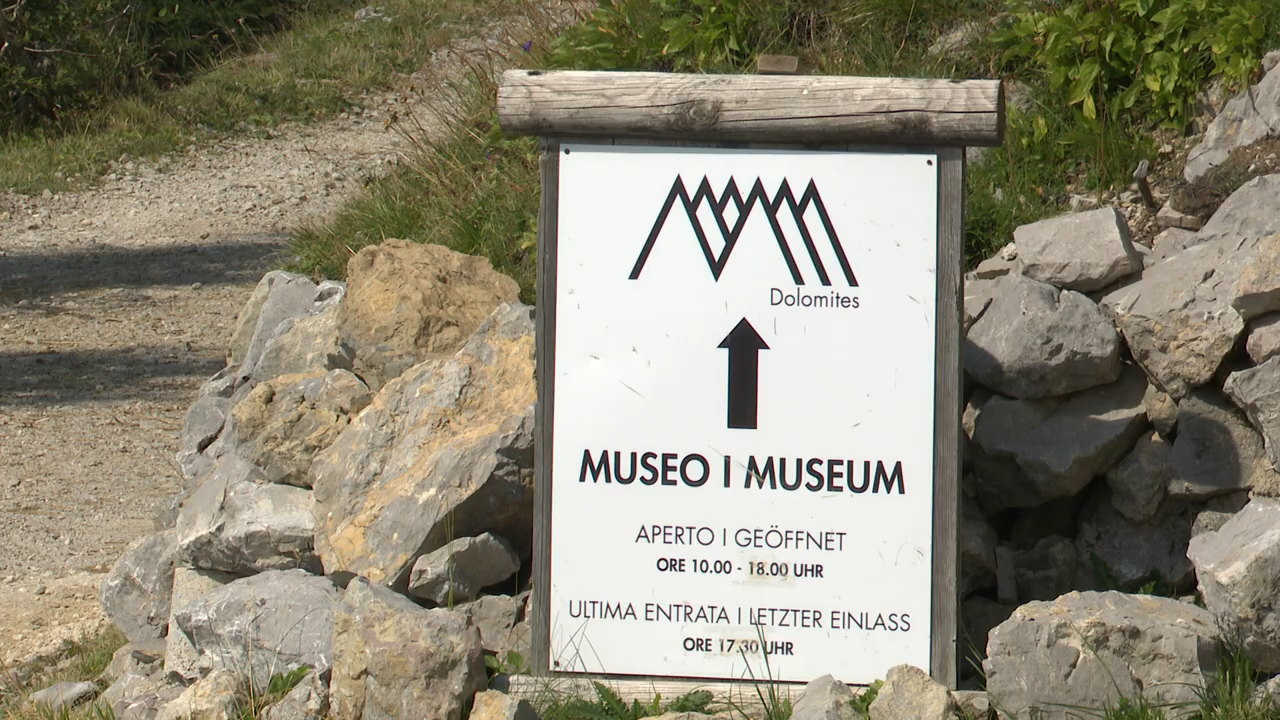 MMM
Dolomites
MUSEO I MUSEUM
APERTO I GEÖFFNET
ORE 10.00 - 18.00 UHR
ULTIMA ENTRATA I LETZTER EINLASS
ORE 17.30 UHR